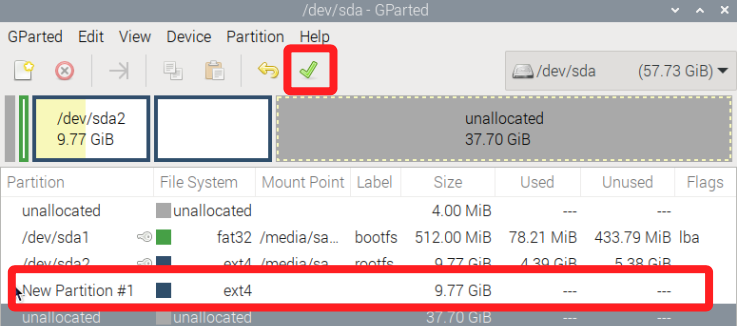 /dev/sda - GParted
GParted Edit View Device Partition Help
/dev/sda (57.73 GiB)
/dev/sda2
9.77 GiB
unallocated
37.70 GiB
Partition File System Mount Point Label Size Used Unused Flags
unallocated unallocated 4.00 MiB --- ---
/dev/sda1 fat32 /media/sa... bootfs 512.00 MiB 78.21 MiB 433.79 MiB lba
/dev/sda2 ext4 /media/sa... rootfs 9.77 GiB 4.39 GiB 5.38 GiB
New Partition #1 ext4 9.77 GiB --- ---
unallocated unallocated 37.70 GiB --- ---